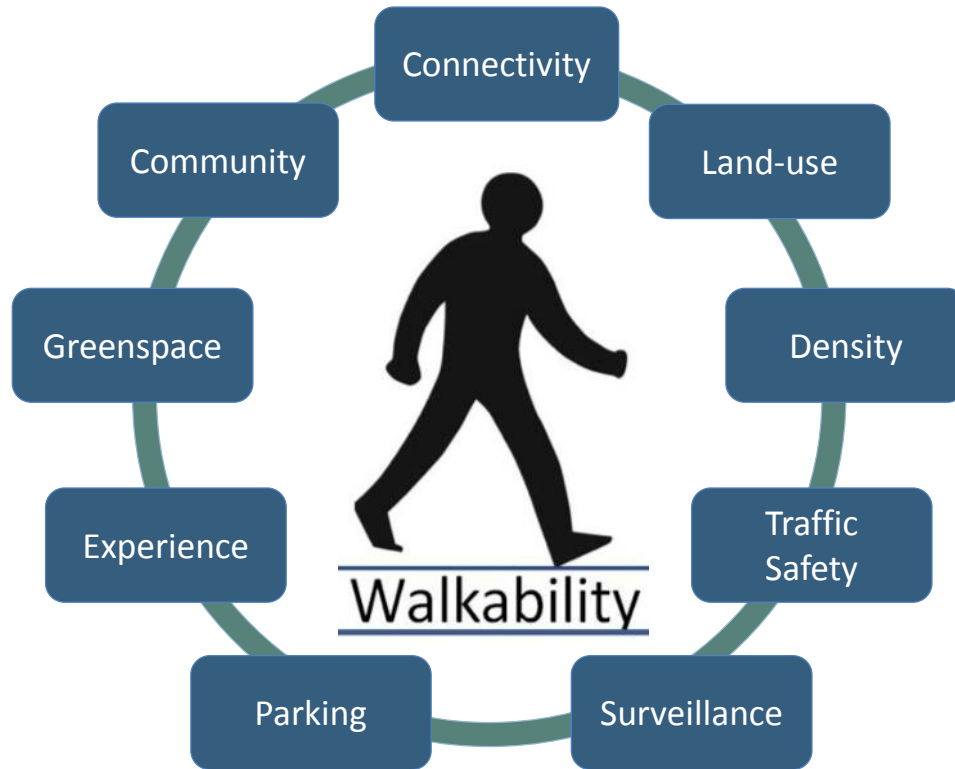 Connectivity
Land-use
Density
Traffic
Safety
Surveillance
Parking
Experience
Greenspace
Community
Walkability